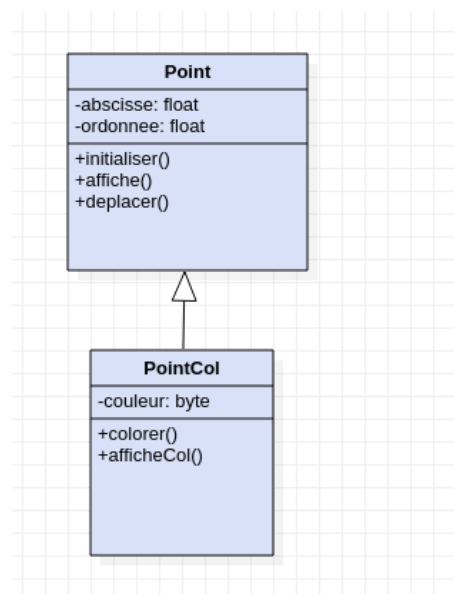 Point
-abscisse: float
-ordonnee: float
+initialiser()
+affiche()
+deplacer()
PointCol
-couleur: byte
+colorer()
+afficheCol()